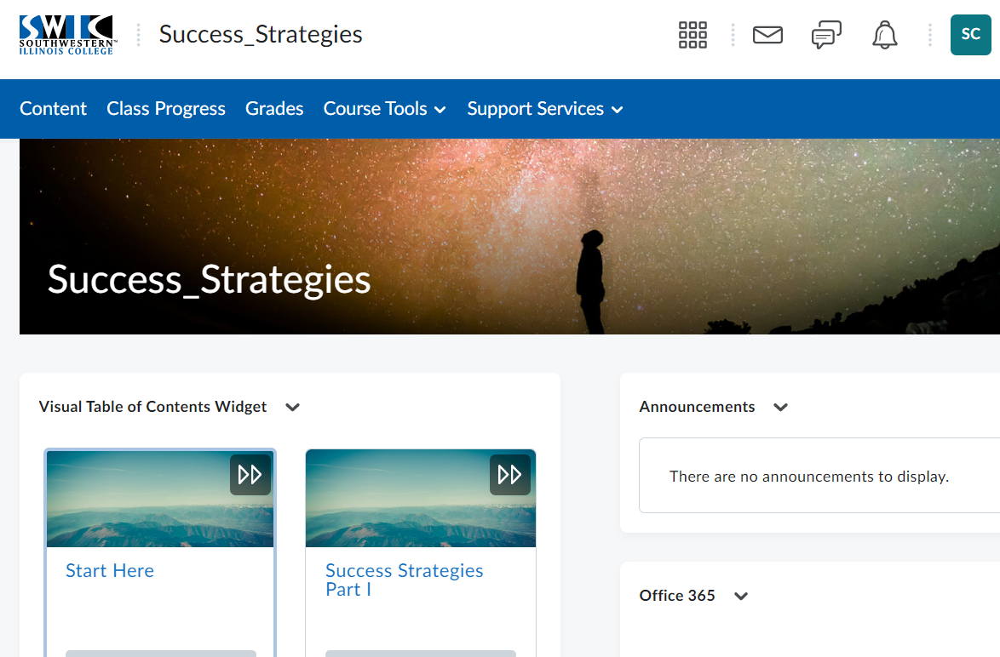 SWIC
SOUTHWESTERN™
ILLINOIS COLLEGE
Success_Strategies
SC
Content Class Progress Grades Course Tools Support Services
Success_Strategies
Visual Table of Contents Widget
Start Here
Success Strategies
Part I
Announcements
There are no announcements to display.
Office 365